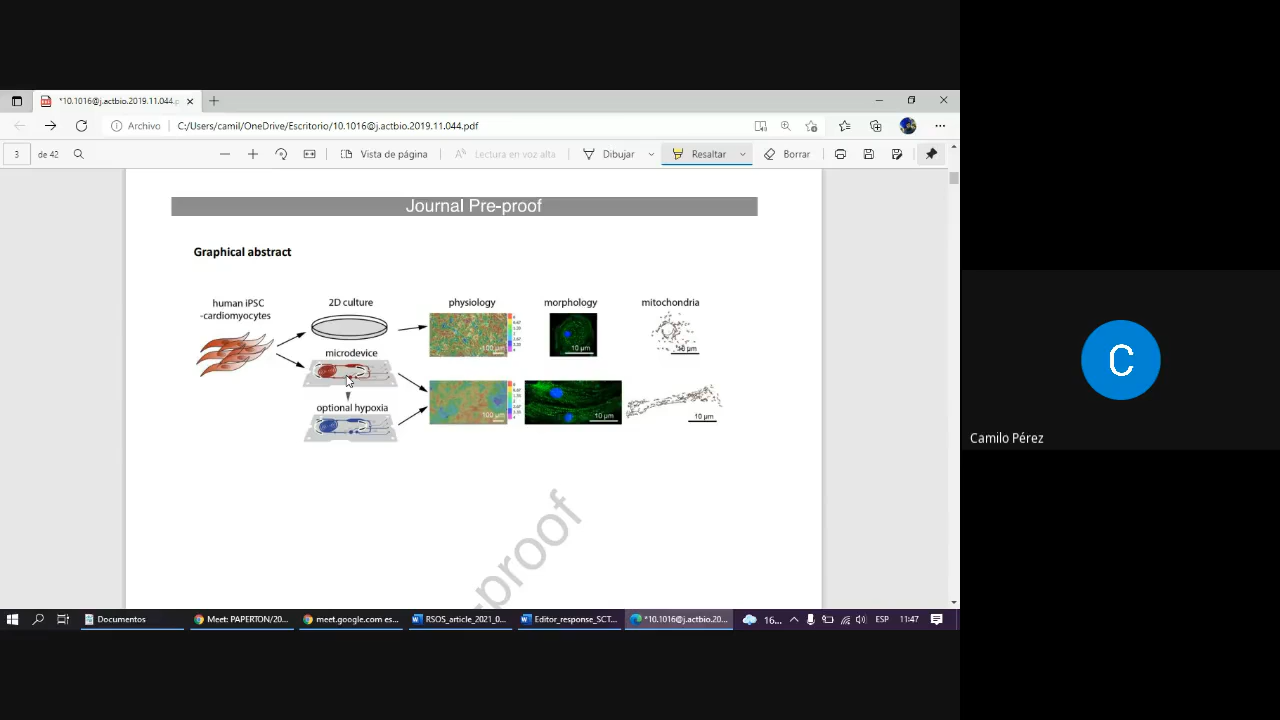 *10.1016@j.actbio.2019.11.044.p
Archivo
C:/Users/camil/OneDrive/Escritorio/10.1016@j.actbio.2019.11.044.pdf
3
de 42
Vista de página
Lectura en voz alta
Dibujar
Resaltar
Borrar
Journal Pre-proof
Graphical abstract
human iPSC
-cardiomyocytes
2D culture
physiology
morphology
mitochondria
100 µm
10 µm
10 µm
microdevice
optional hypoxia
100 µm
10 µm
10 µm
-proof
C
Camilo Pérez
Documentos
Meet: PAPERTON/20...
meet.google.com es...
RSOS_article_2021_0...
Editor_response_SCT...
*10.1016@j.actbio.20...
16...
ESP
11:47